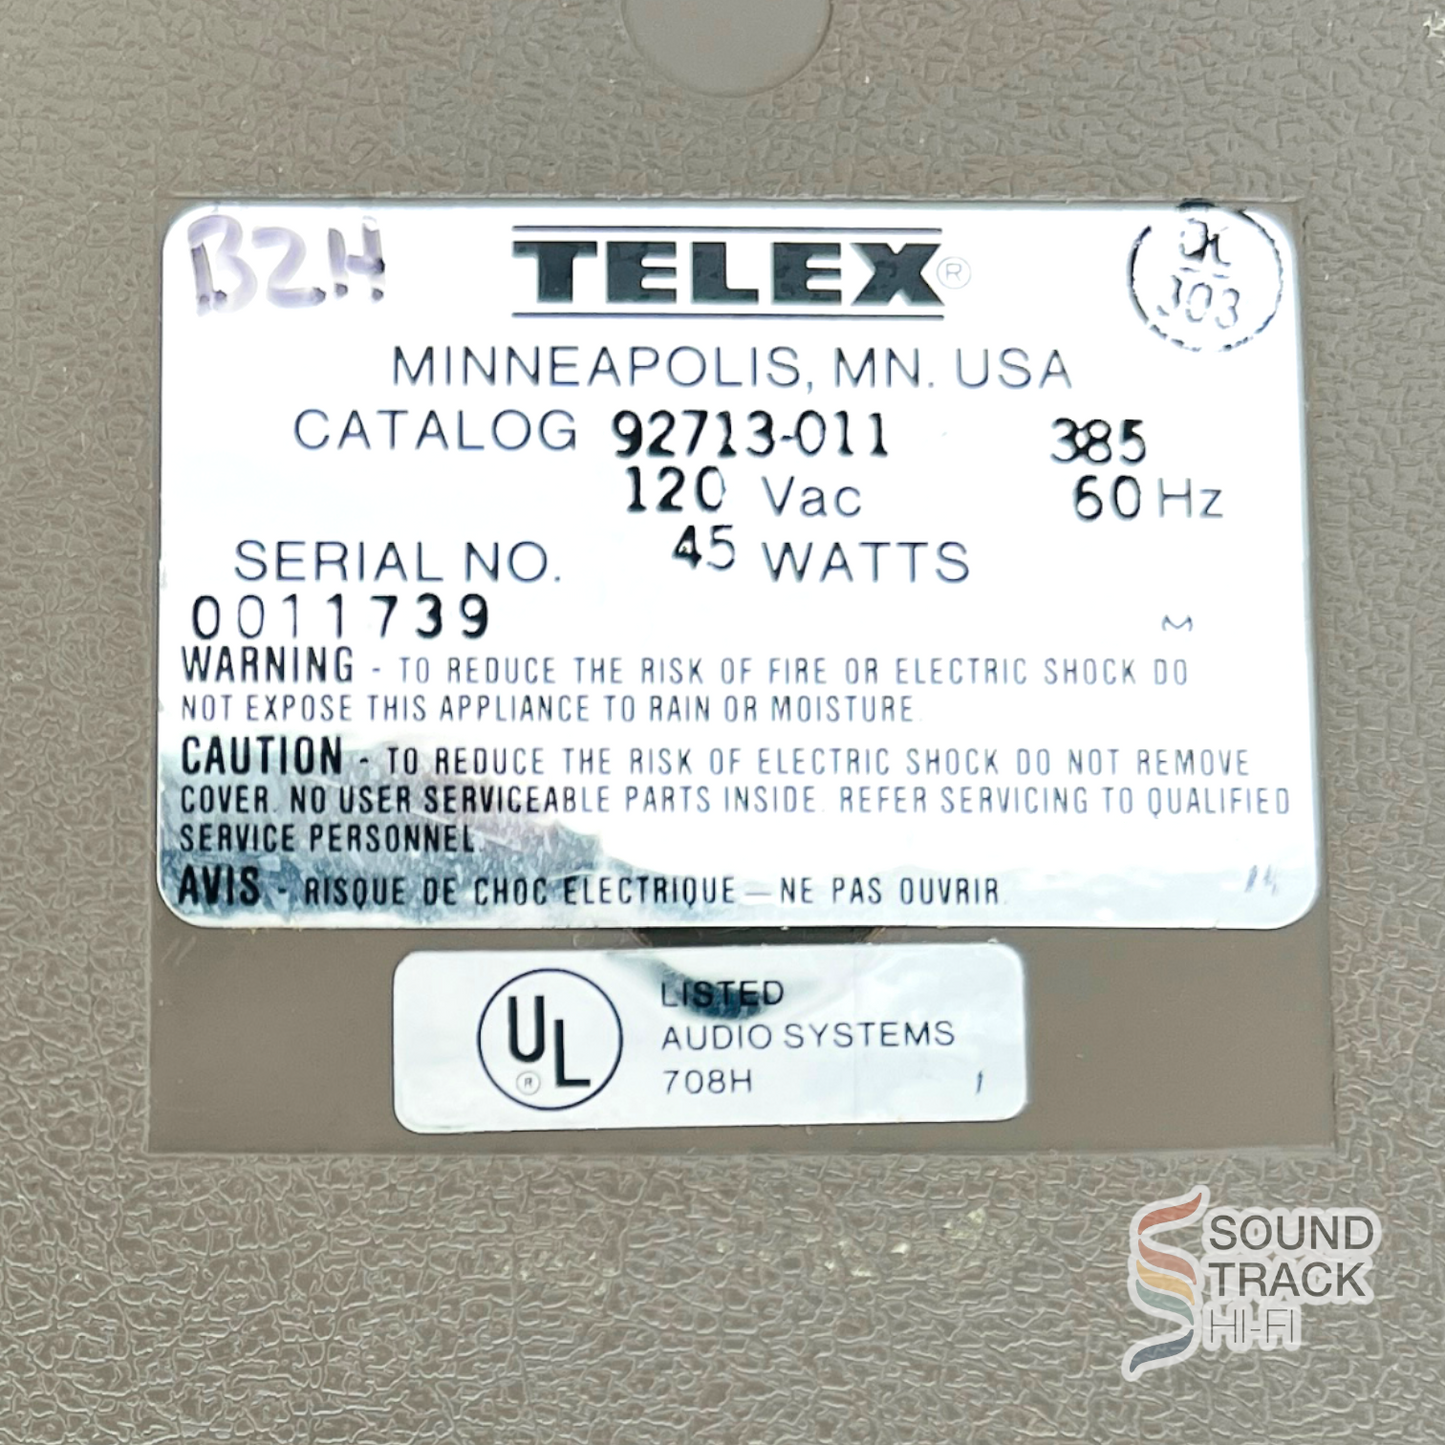 B2H
TELEX®
OK
303
MINNEAPOLIS, MN. USA
CATALOG 92713-011 385
120 Vac 60 Hz
45 WATTS
SERIAL NO.
0011739
M
WARNING - TO REDUCE THE RISK OF FIRE OR ELECTRIC SHOCK DO
NOT EXPOSE THIS APPLIANCE TO RAIN OR MOISTURE.
CAUTION - TO REDUCE THE RISK OF ELECTRIC SHOCK DO NOT REMOVE
COVER. NO USER SERVICEABLE PARTS INSIDE. REFER SERVICING TO QUALIFIED
SERVICE PERSONNEL.
AVIS - RISQUE DE CHOC ELECTRIQUE — NE PAS OUVRIR.
UL®
LISTED
AUDIO SYSTEMS
708H 1
SOUND
TRACK
HI-FI